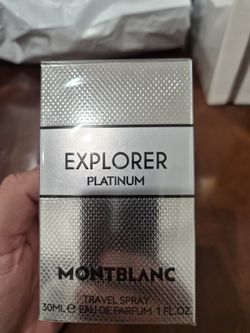 EXPLORER
PLATINUM
MONTBLANC
TRAVEL SPRAY
30ML ℮ EAU DE PARFUM 1 FL.OZ.